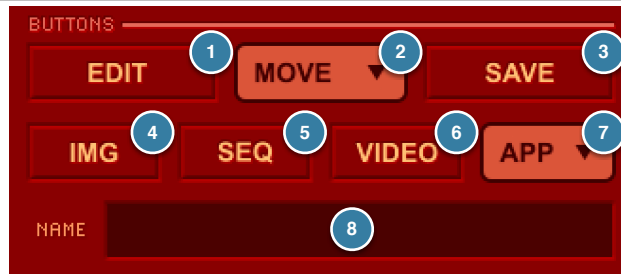 BUTTONS
EDIT 1 MOVE ▼ 2 SAVE 3
IMG 4 SEQ 5 VIDEO 6 APP ▼ 7
NAME 8